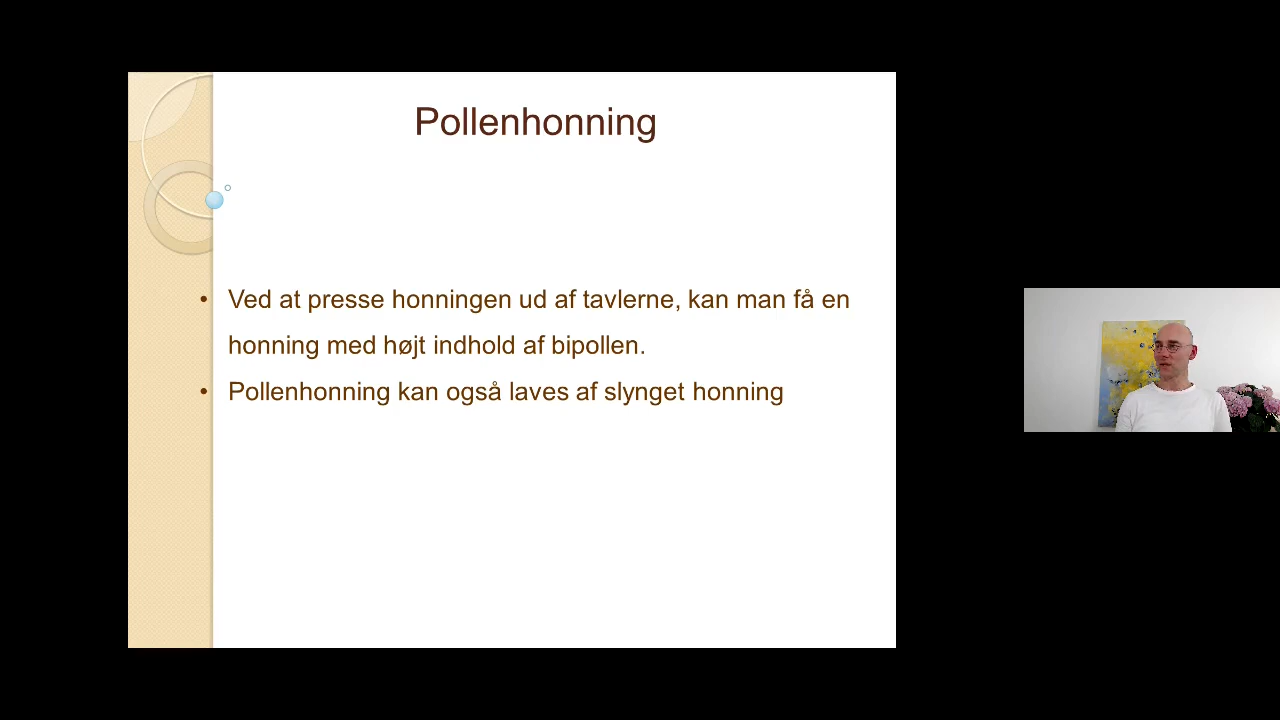 Pollenhonning
• Ved at presse honningen ud af tavlerne, kan man få en
honning med højt indhold af bipollen.
• Pollenhonning kan også laves af slynget honning